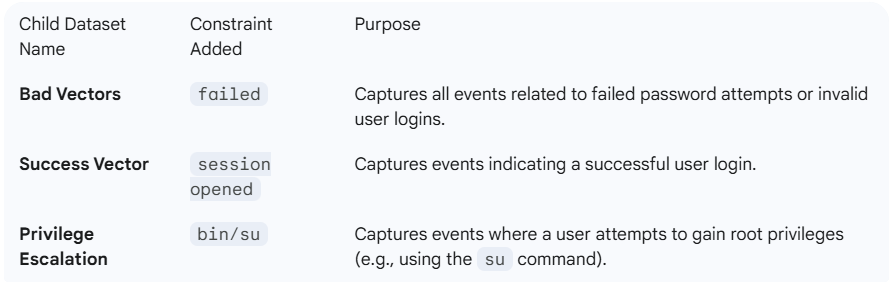 Child Dataset Name
Constraint Added
Purpose
Bad Vectors
failed
Captures all events related to failed password attempts or invalid
user logins.
Success Vector
session
opened
Captures events indicating a successful user login.
Privilege
Escalation
bin/su
Captures events where a user attempts to gain root privileges
(e.g., using the su command).